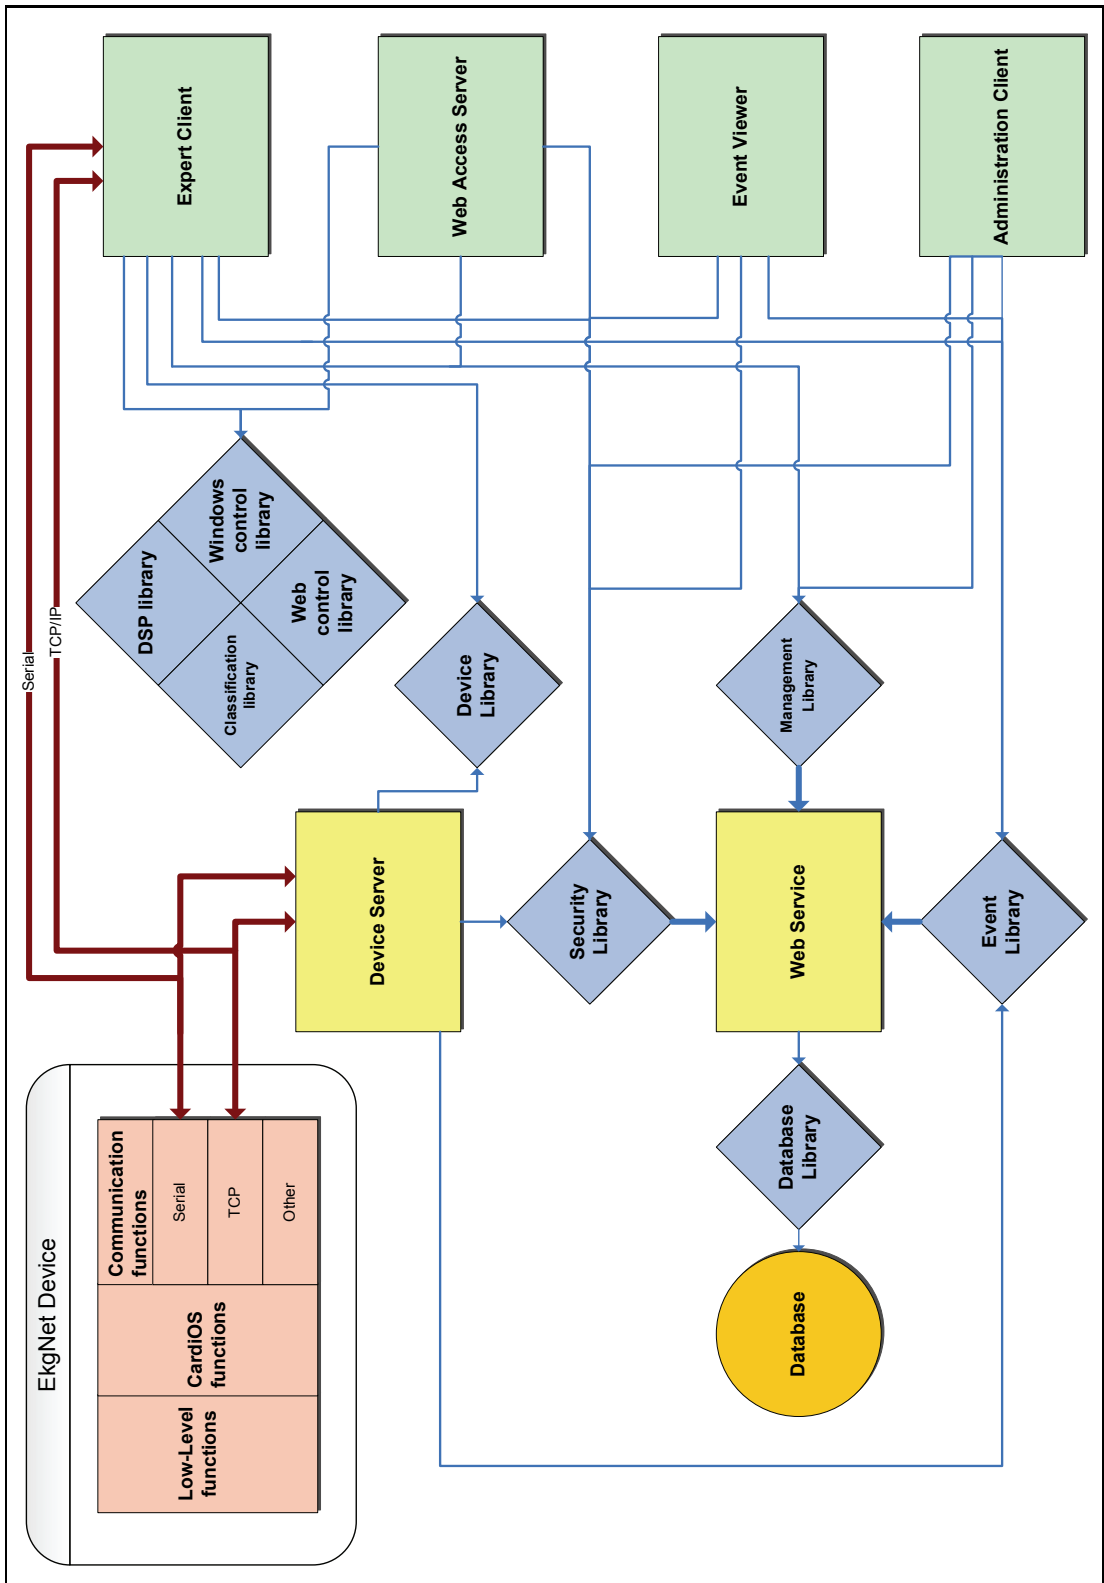 EkgNet Device
Low-Level
functions
CardiOS
functions
Communication
functions
Serial
TCP
Other
Serial
TCP/IP
Expert Client
Web Access Server
Event Viewer
Administration Client
DSP library
Windows
control
library
Classification
library
Web
control
library
Device
Library
Management
Library
Device Server
Security
Library
Web Service
Event
Library
Database
Library
Database